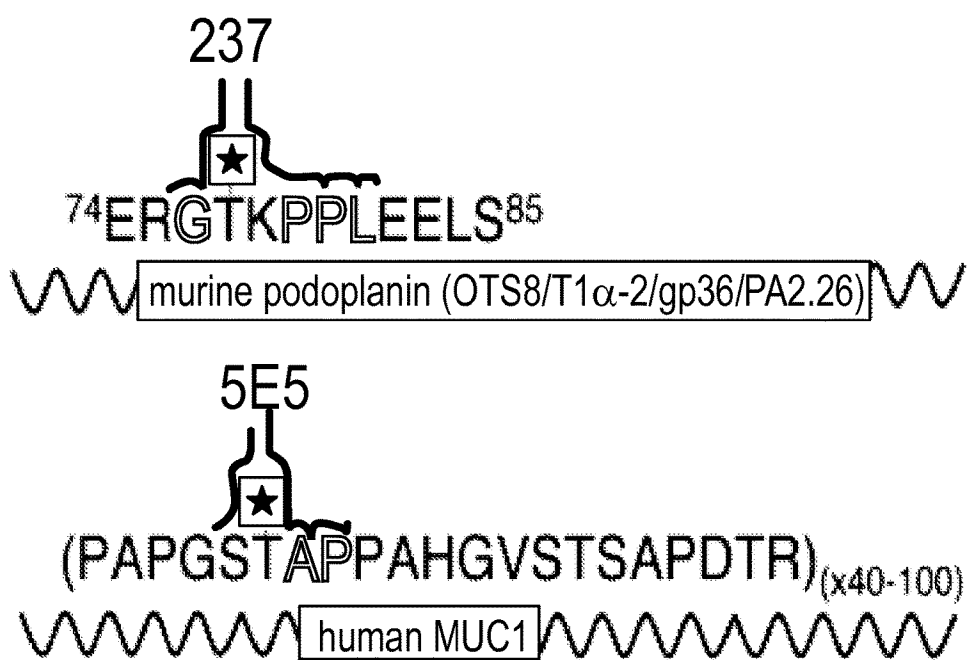 237
⁷⁴ERGTKPPLEELS⁸⁵
murine podoplanin (OTS8/T1α-2/gp36/PA2.26)
5E5
(PAPGSTAPPAHGVSTSAPDTR)(x40-100)
human MUC1